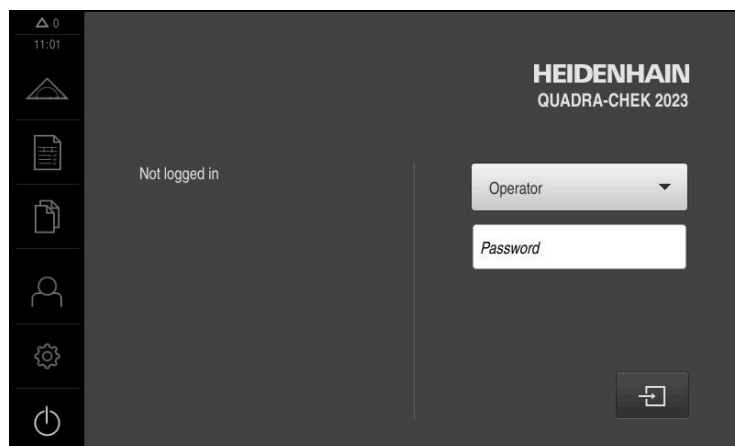 0
11:01
HEIDENHAIN
QUADRA-CHEK 2023
Not logged in
Operator
Password